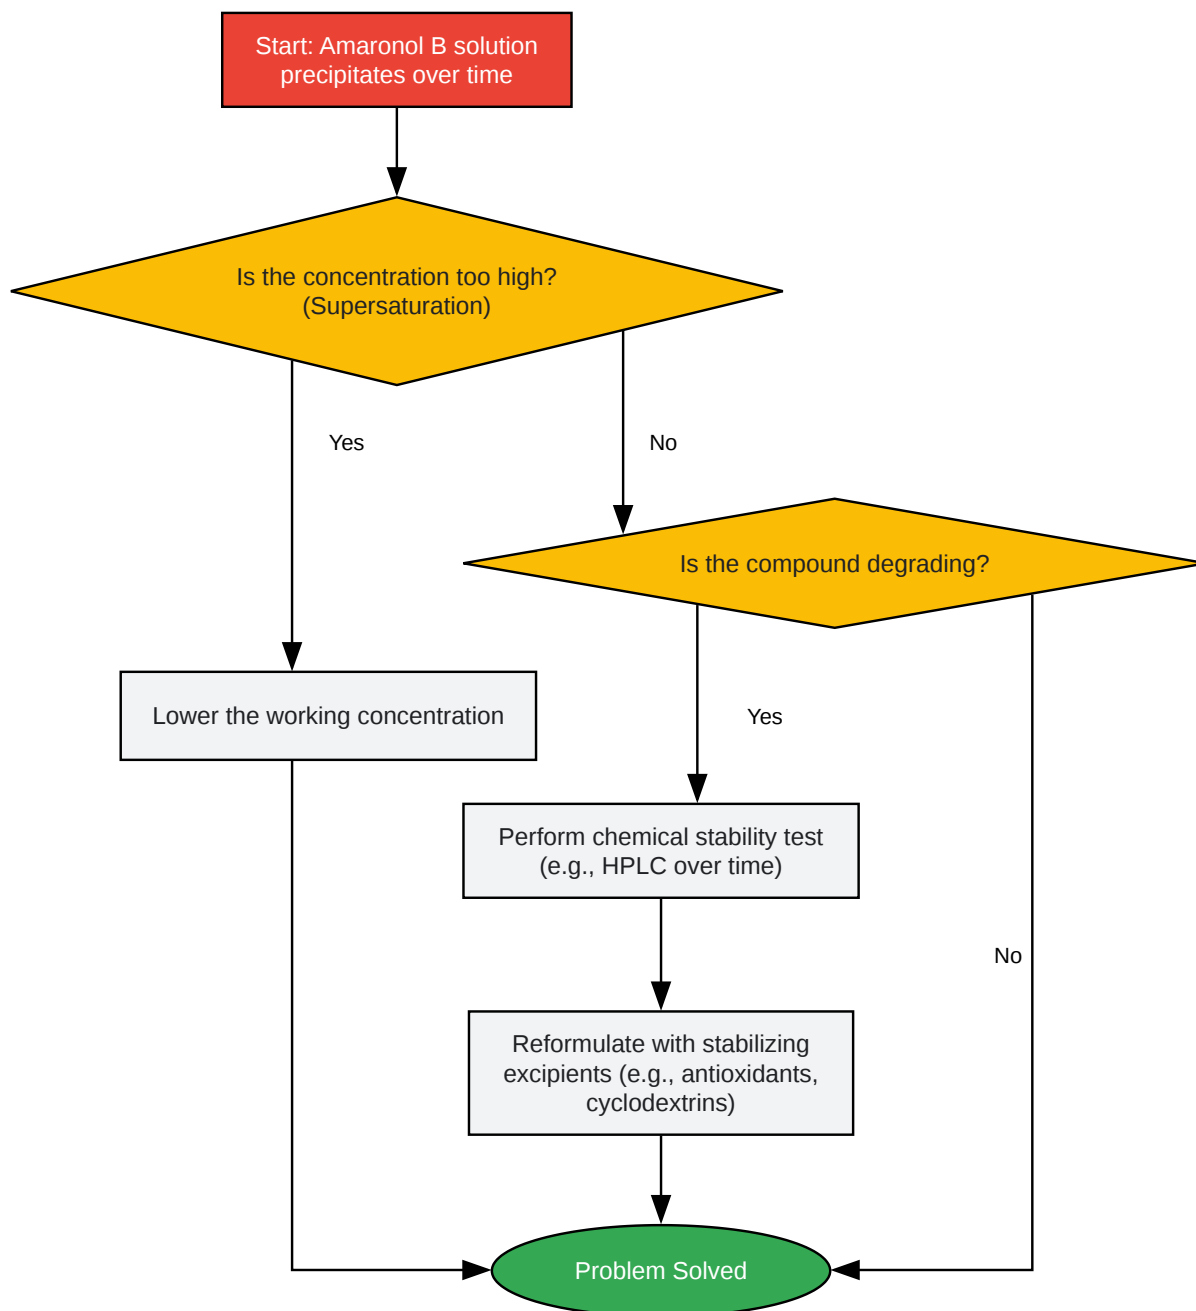 Start: Amaronol B solution
precipitates over time
Is the concentration too high?
(Supersaturation)
Yes
No
Is the compound degrading?
Lower the working concentration
Yes
Perform chemical stability test
(e.g., HPLC over time)
No
Reformulate with stabilizing
excipients (e.g., antioxidants,
cyclodextrins)
Problem Solved